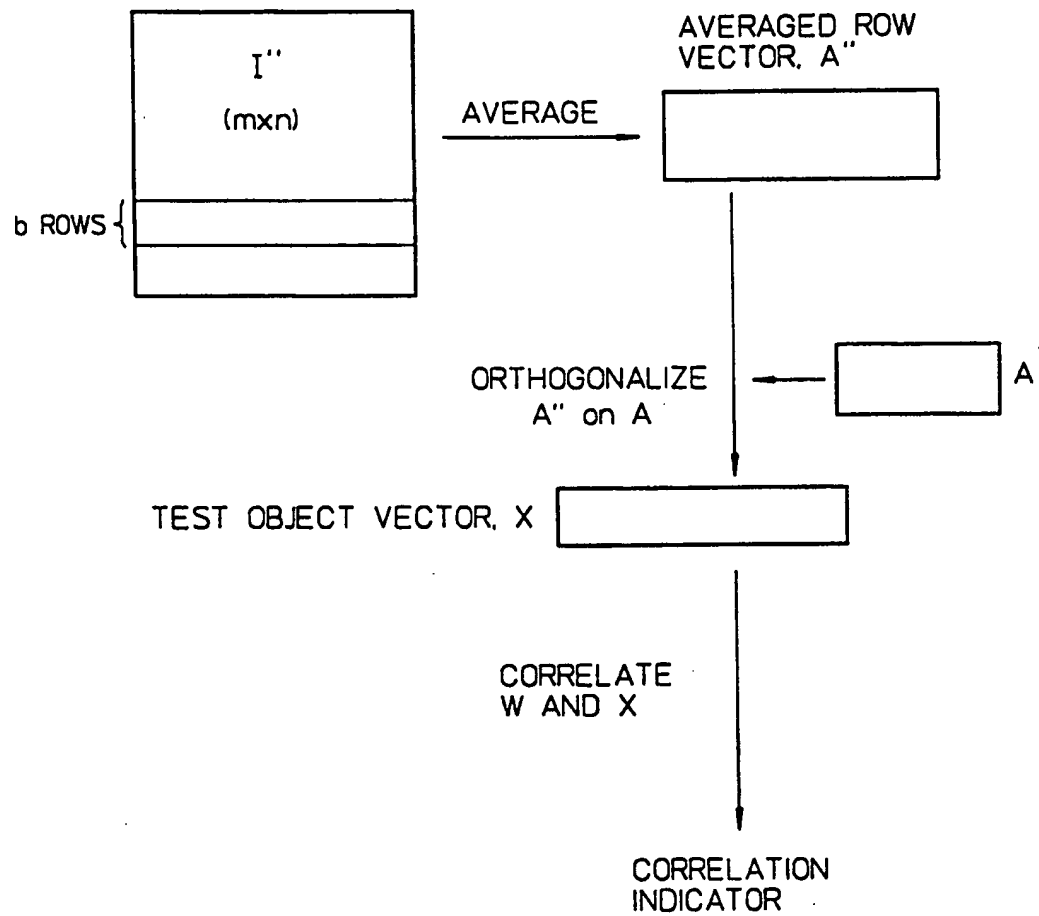 I''
(mxn)
b ROWS
AVERAGE
AVERAGED ROW
VECTOR, A''
ORTHOGONALIZE
A'' on A
A
TEST OBJECT VECTOR, X
CORRELATE
W AND X
CORRELATION
INDICATOR